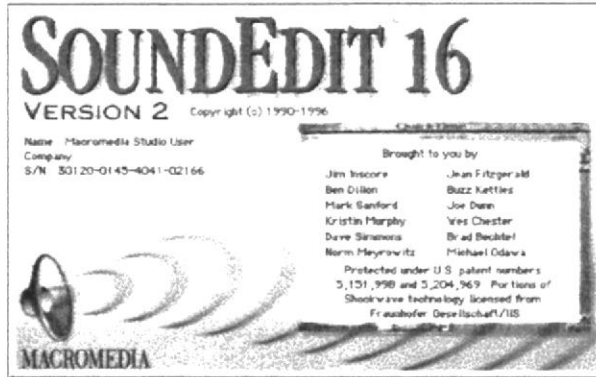 SOUNDEDIT 16
VERSION 2 Copyright (c) 1990-1996
Name Macromedia Studio User
Company
S/N 30120-0145-4041-02166
Brought to you by
Jim Inscore Jean Fitzgerald
Ben Dillon Buzz Kettles
Mark Sanford Joe Dunn
Kristin Murphy Wes Chester
Dave Simmons Brad Bechtel
Norm Meyrowitz Michael Odawa
Protected under U.S. patent numbers
5,151,998 and 5,204,969 Portions of
Shockwave technology licensed from
Fraunhofer Gesellschaft/IIS
MACROMEDIA